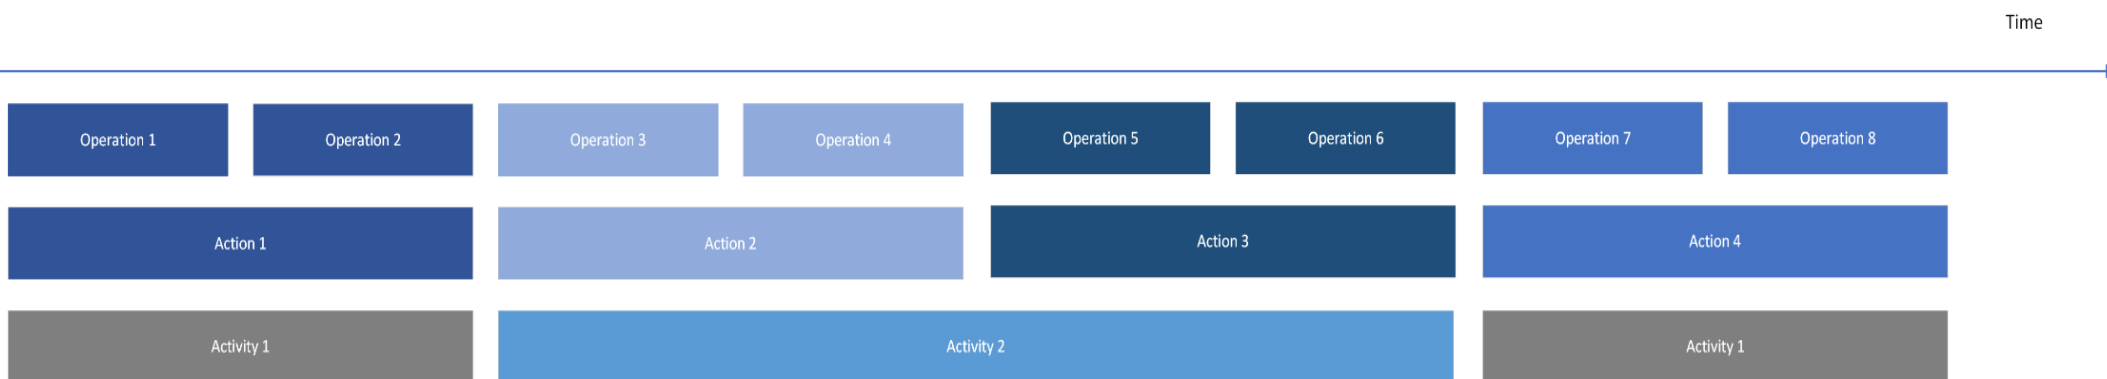 Time
Operation 1
Operation 2
Operation 3
Operation 4
Operation 5
Operation 6
Operation 7
Operation 8
Action 1
Action 2
Action 3
Action 4
Activity 1
Activity 2
Activity 1